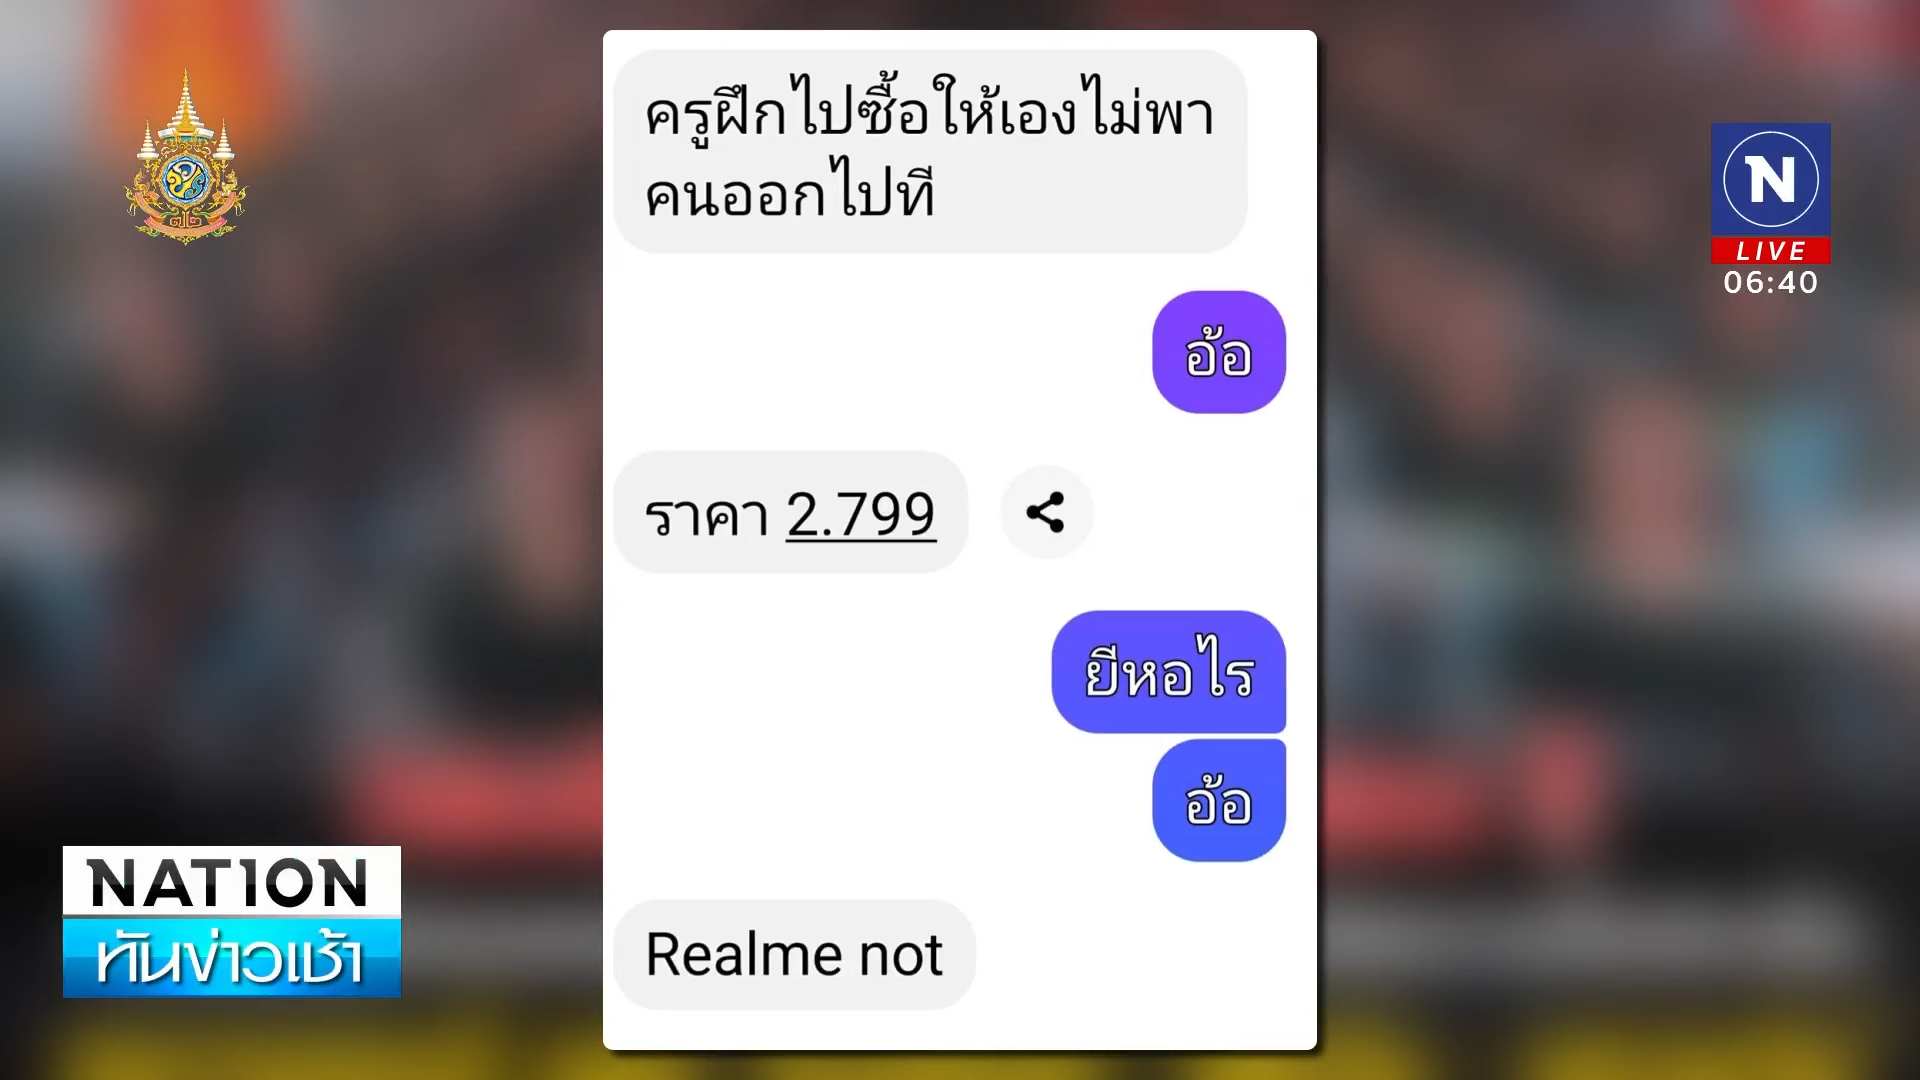 ครูฝึกไปซื้อให้เองไม่พา
คนออกไปที
อ้อ
ราคา 2.799
ยีหอไร
อ้อ
Realme not
N
LIVE
06:40
NATION
ทันข่าวเช้า